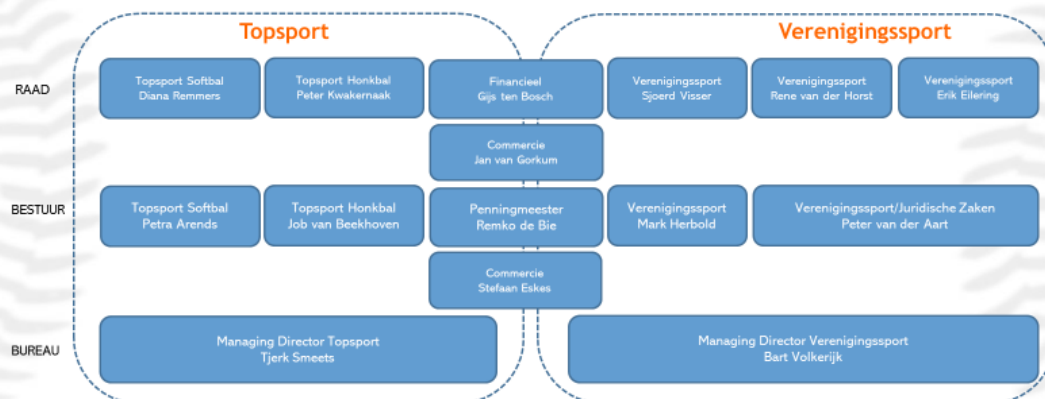 Topsport
Verenigingssport
RAAD
Topsport Softbal
Diana Remmers
Topsport Honkbal
Peter Kwakernaak
Financieel
Gijs ten Bosch
Verenigingssport
Sjoerd Visser
Verenigingssport
Rene van der Horst
Verenigingssport
Erik Eilering
Commercie
Jan van Gorkum
BESTUUR
Topsport Softbal
Petra Arends
Topsport Honkbal
Job van Beekhoven
Penningmeester
Remko de Bie
Verenigingssport
Mark Herbold
Verenigingssport/Juridische Zaken
Peter van der Aart
Commercie
Stefaan Eskes
BUREAU
Managing Director Topsport
Tjerk Smeets
Managing Director Verenigingssport
Bart Volkerijk